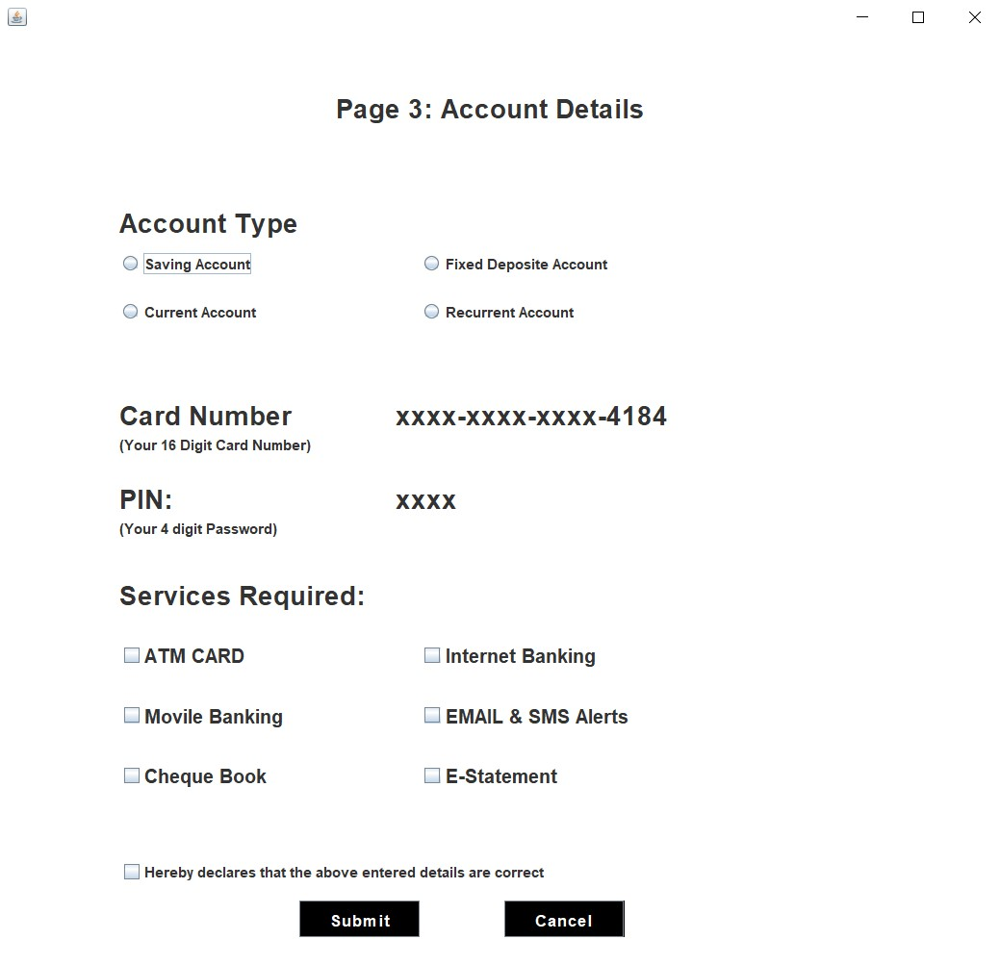 Page 3: Account Details
Account Type
Saving Account Fixed Deposite Account
Current Account Recurrent Account
Card Number xxxx-xxxx-xxxx-4184
(Your 16 Digit Card Number)
PIN: xxxx
(Your 4 digit Password)
Services Required:
ATM CARD Internet Banking
Movile Banking EMAIL & SMS Alerts
Cheque Book E-Statement
Hereby declares that the above entered details are correct
Submit Cancel